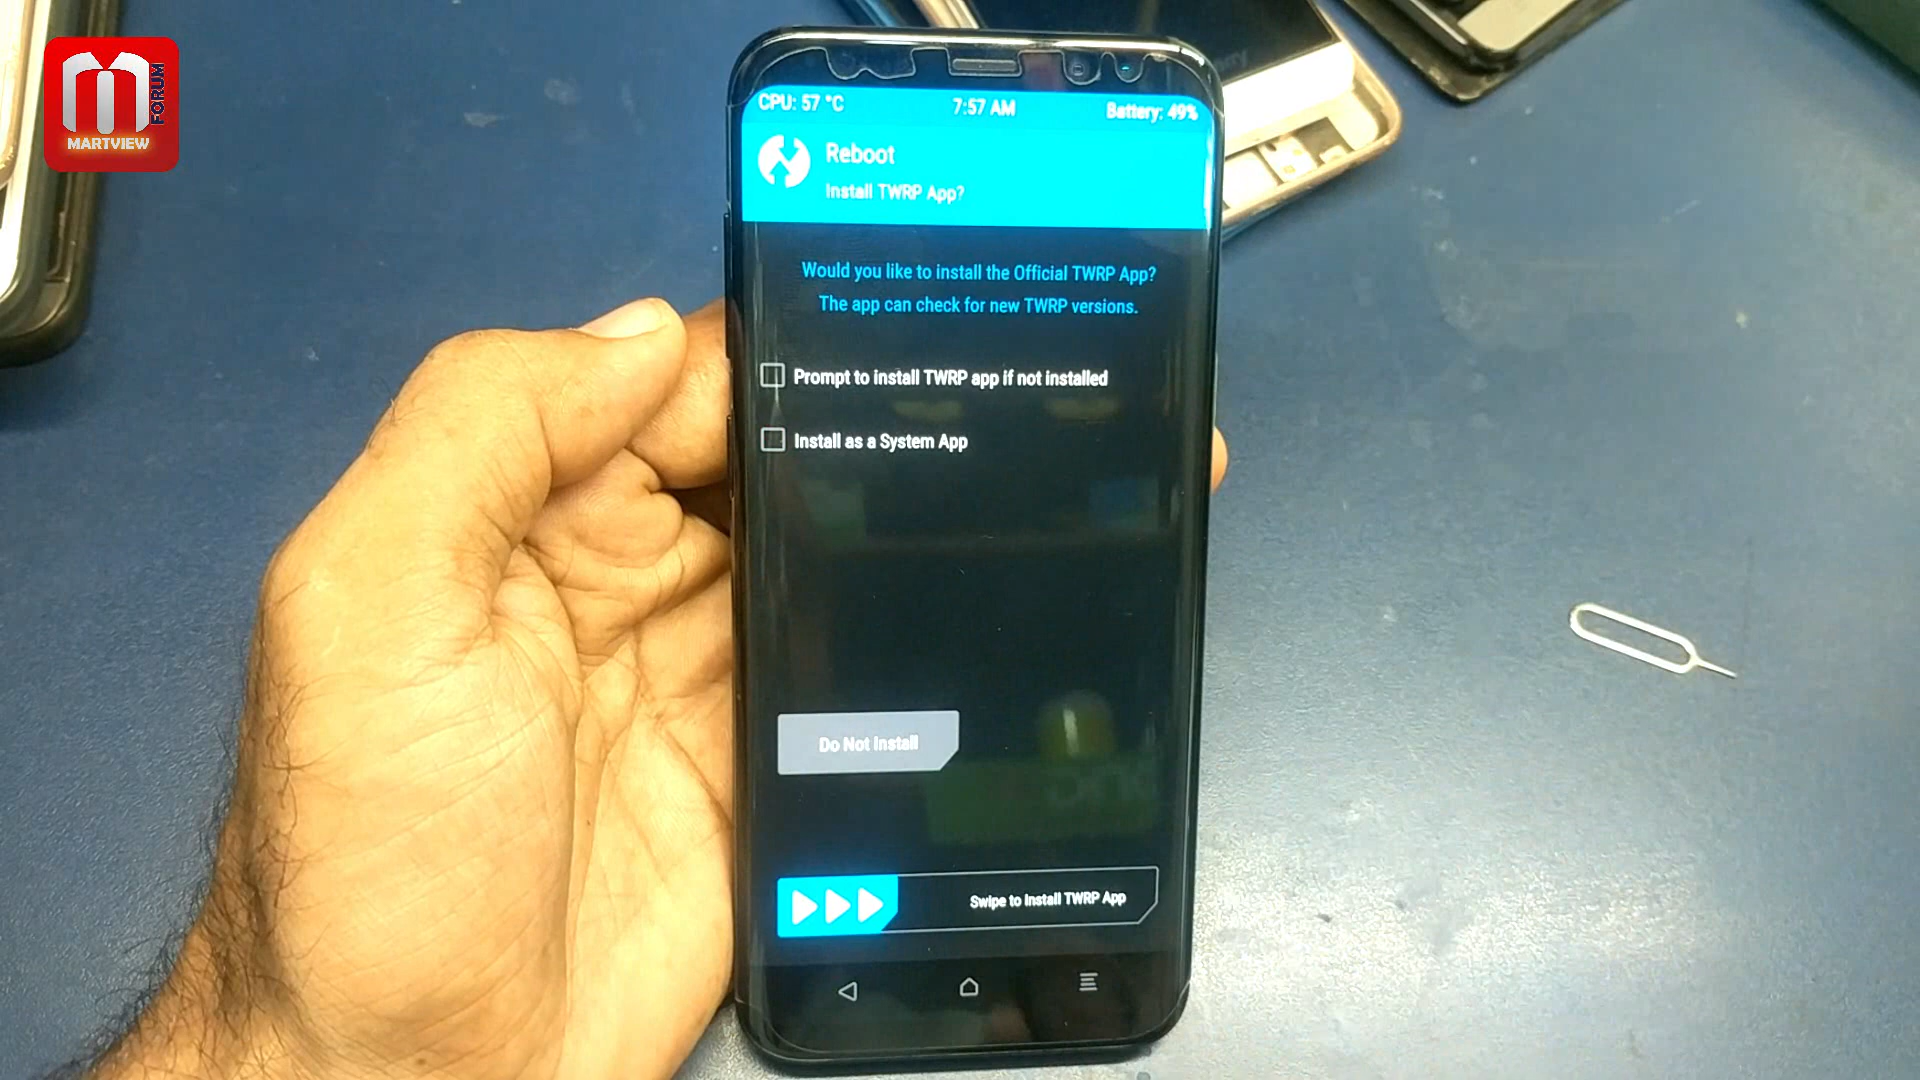 FORUM
MARTVIEW
CPU: 57 °C
7:57 AM
Battery: 49%
Reboot
Install TWRP App?
Would you like to install the Official TWRP App?
The app can check for new TWRP versions.
Prompt to install TWRP app if not installed
Install as a System App
Do Not Install
Swipe to Install TWRP App